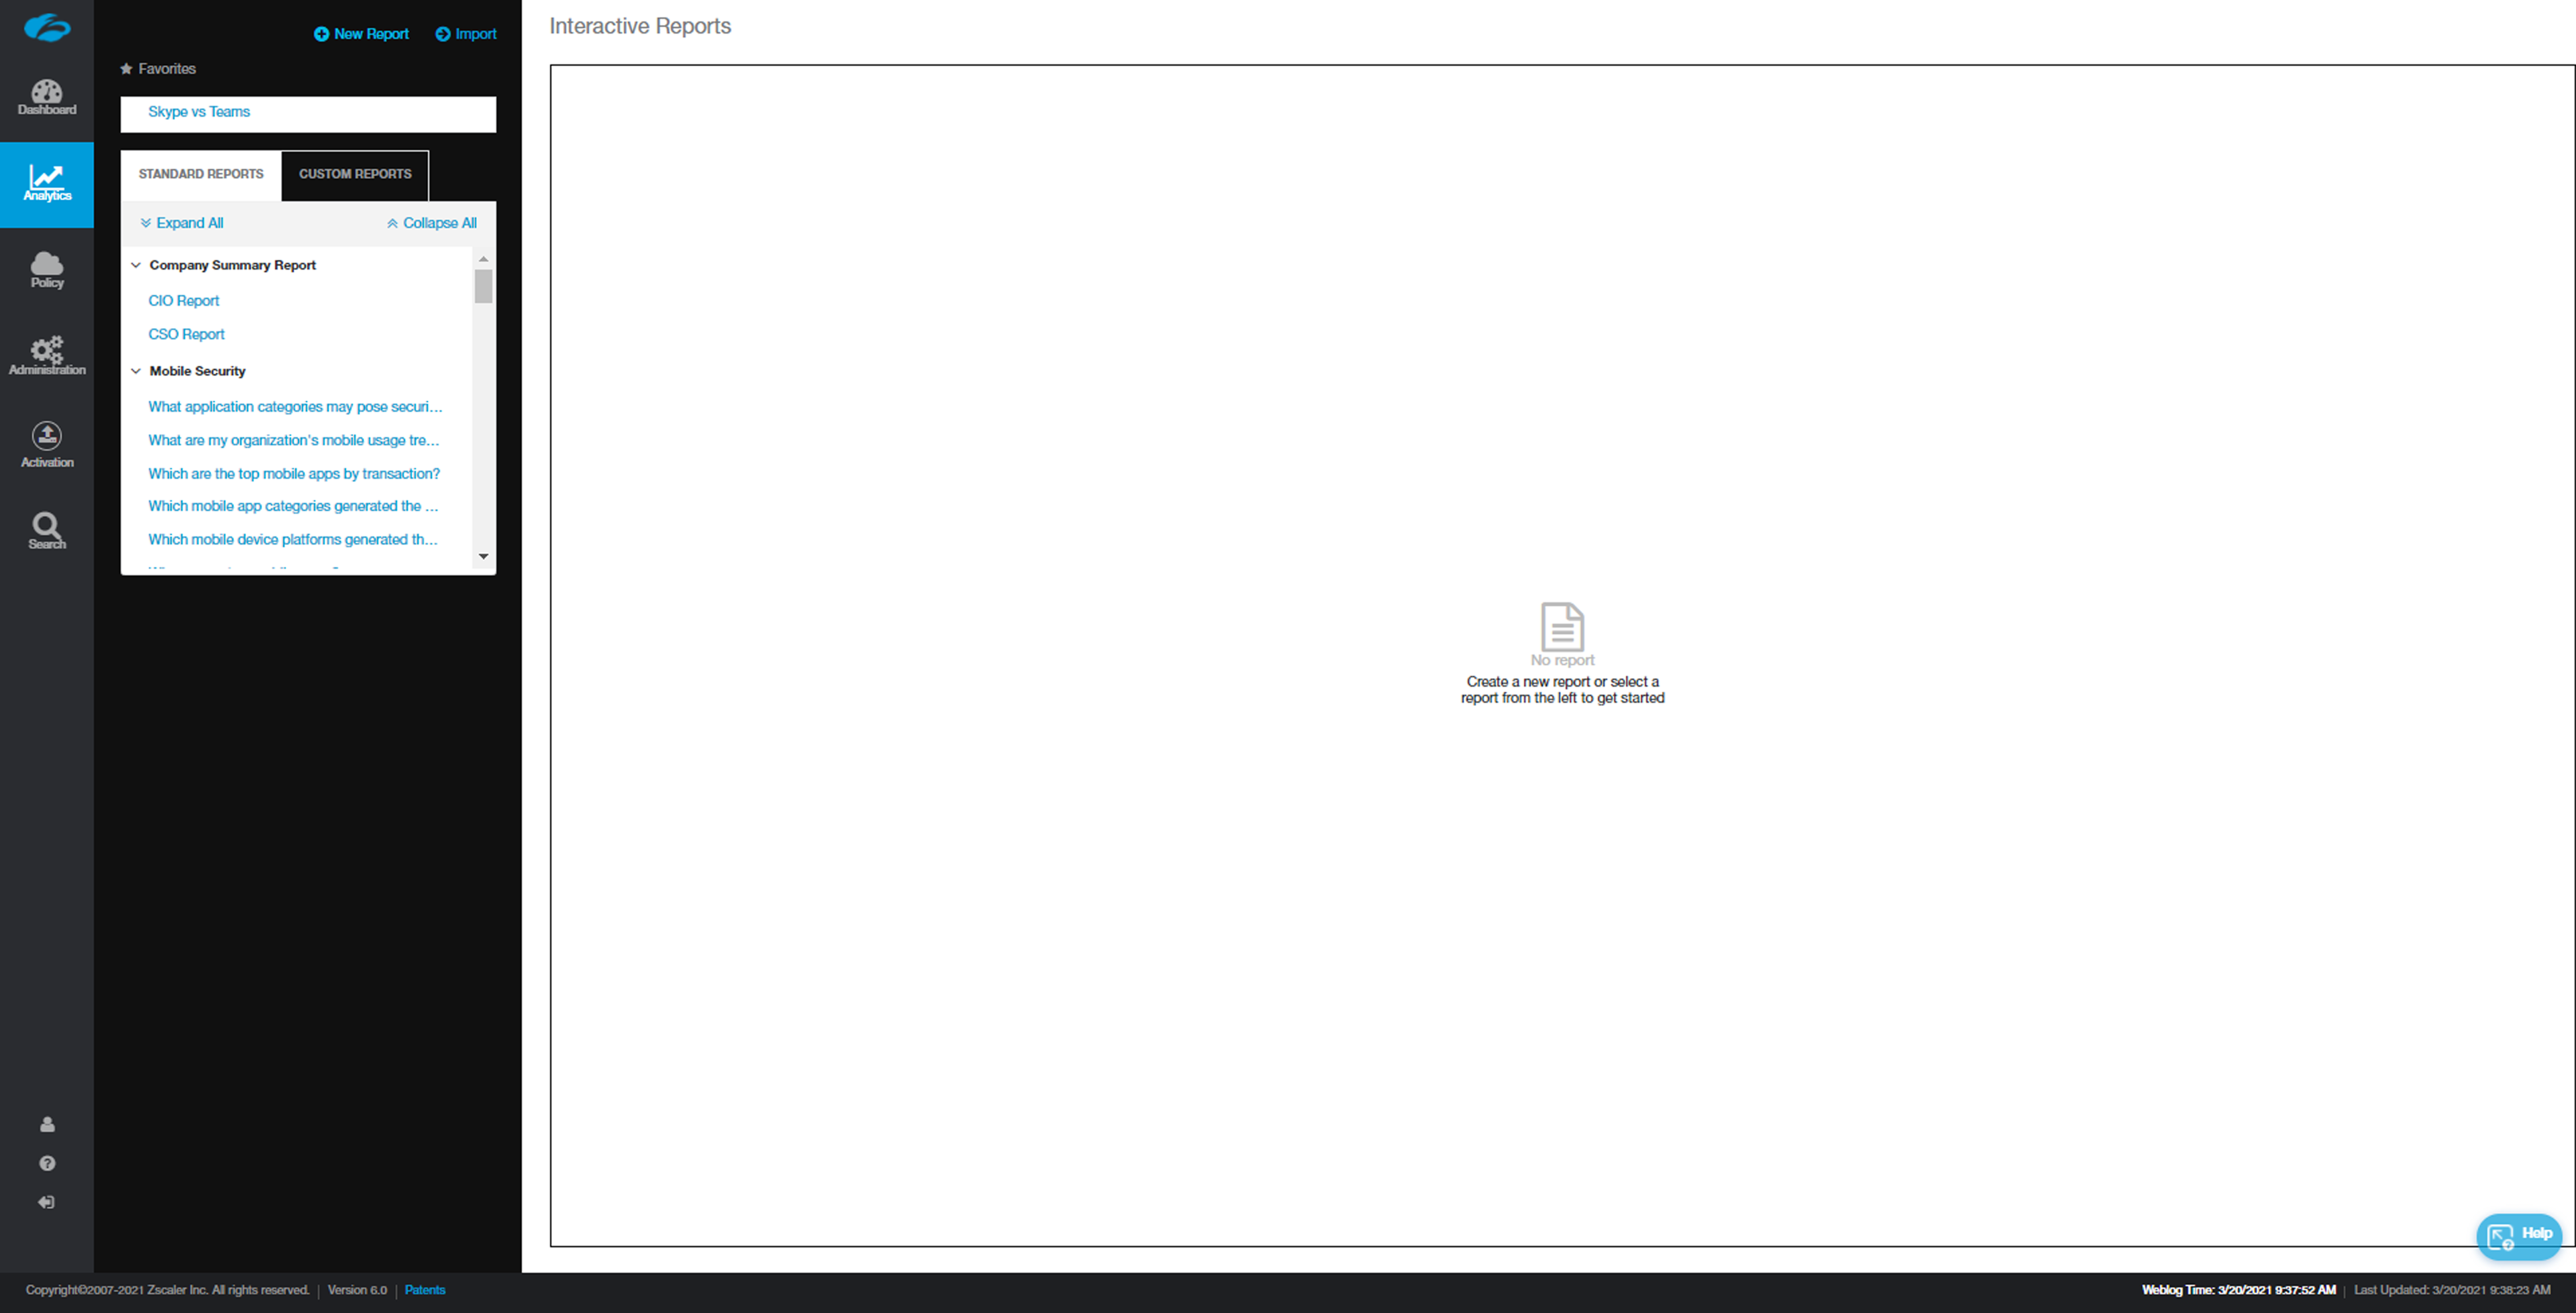 Dashboard
Analytics
Policy
Administration
Activation
Search
New Report
Import
Favorites
Skype vs Teams
STANDARD REPORTS
CUSTOM REPORTS
Expand All
Collapse All
Company Summary Report
CIO Report
CSO Report
Mobile Security
What application categories may pose securi...
What are my organization's mobile usage tre...
Which are the top mobile apps by transaction?
Which mobile app categories generated the ...
Which mobile device platforms generated th...
Interactive Reports
No report
Create a new report or select a
report from the left to get started
Help
Copyright©2007-2021 Zscaler Inc. All rights reserved. | Version 6.0 | Patents
Weblog Time: 3/20/2021 9:37:52 AM | Last Updated: 3/20/2021 9:38:23 AM